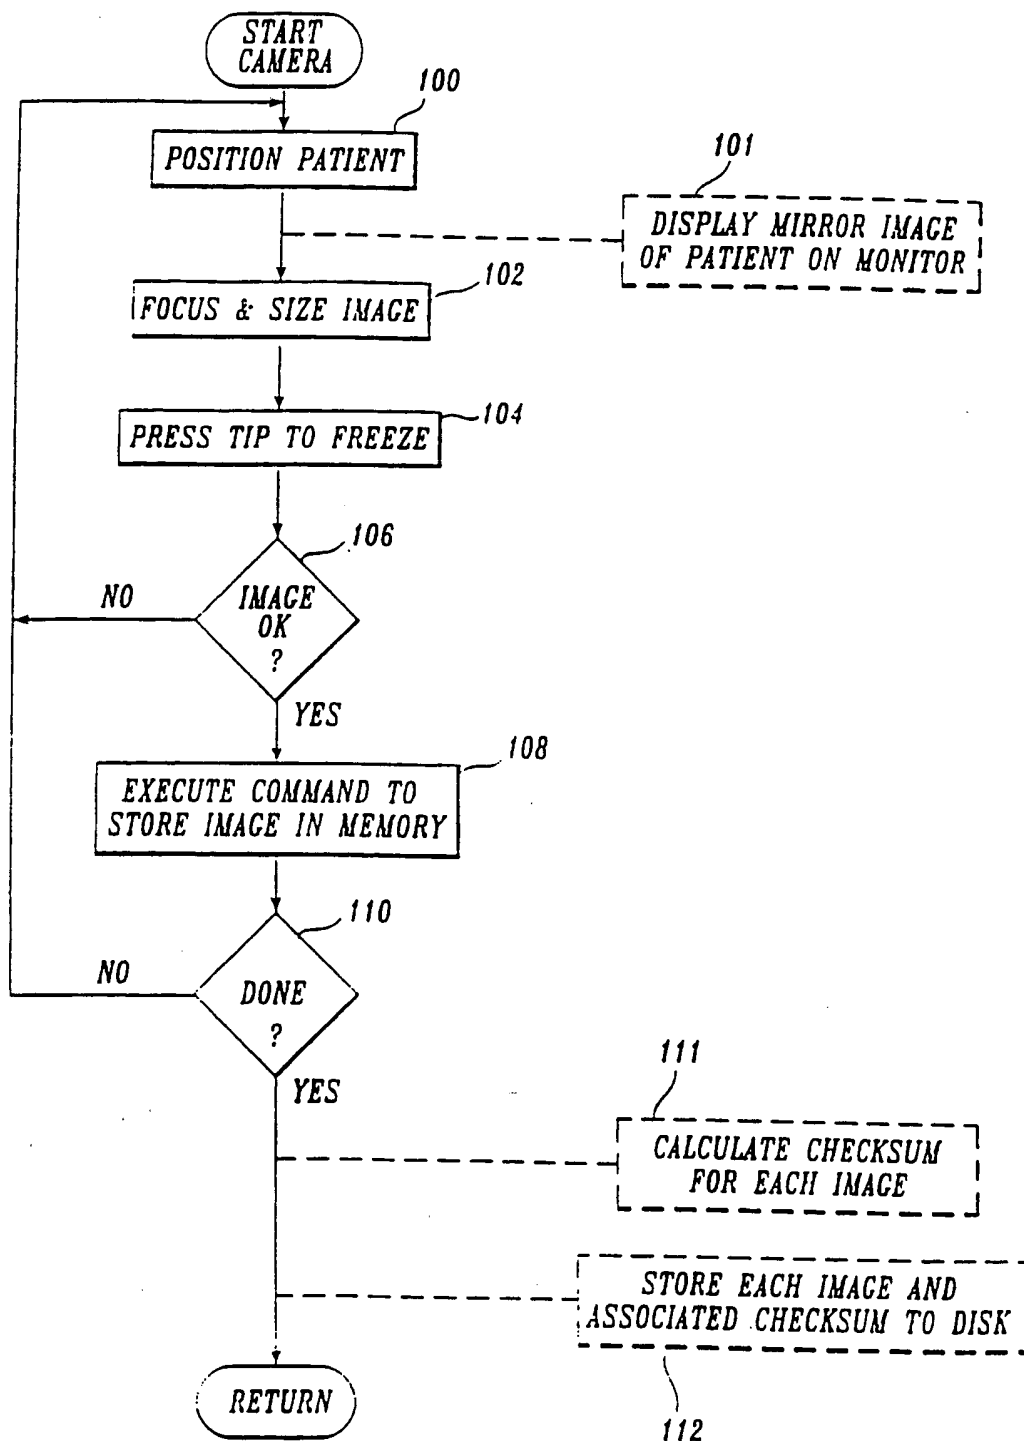 START
CAMERA
100
POSITION PATIENT
101
DISPLAY MIRROR IMAGE
OF PATIENT ON MONITOR
102
FOCUS & SIZE IMAGE
104
PRESS TIP TO FREEZE
106
NO
IMAGE
OK
?
YES
108
EXECUTE COMMAND TO
STORE IMAGE IN MEMORY
110
NO
DONE
?
YES
111
CALCULATE CHECKSUM
FOR EACH IMAGE
STORE EACH IMAGE AND
ASSOCIATED CHECKSUM TO DISK
RETURN
112